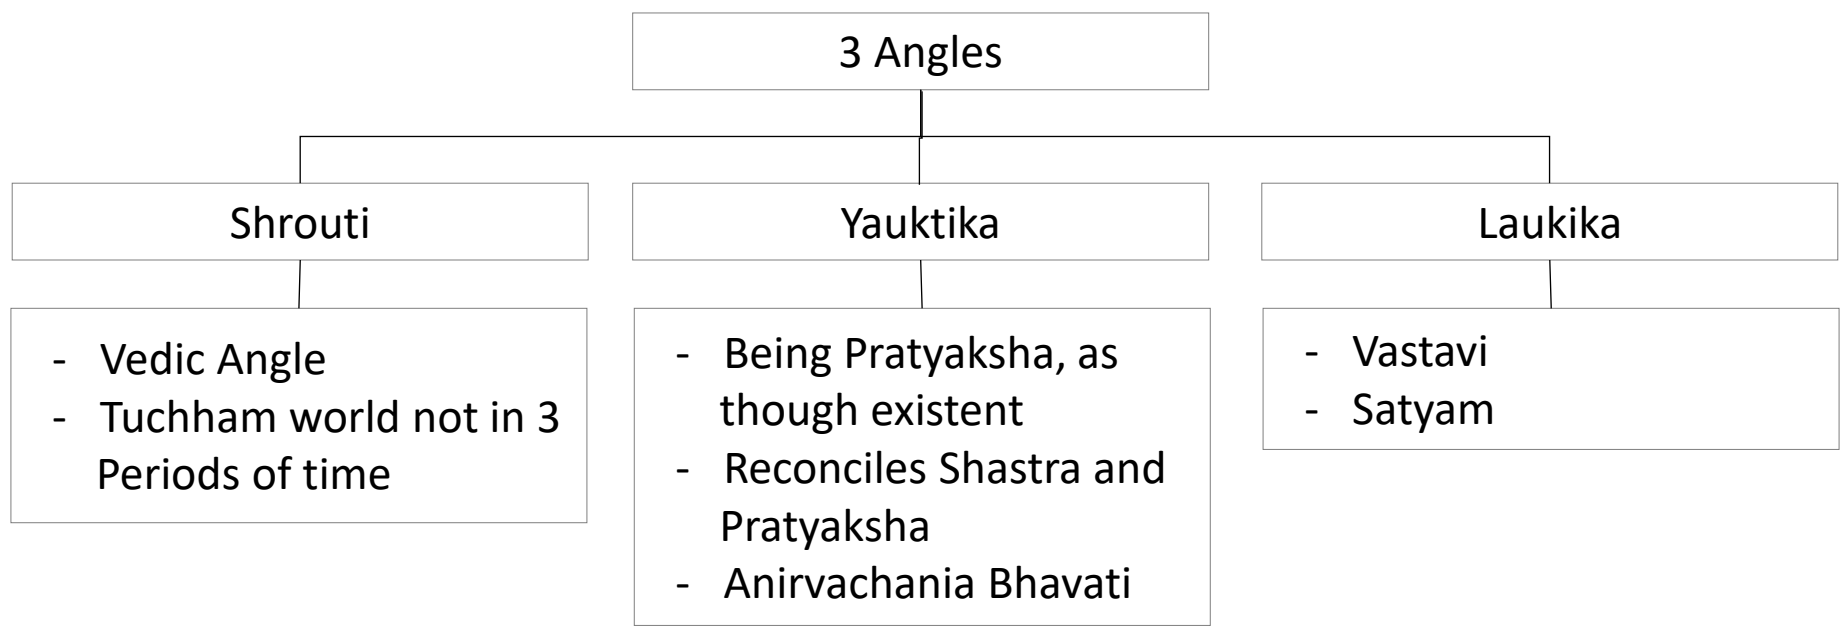 3 Angles
Shrouti
Yauktika
Laukika
- Vedic Angle
- Tuchham world not in 3
Periods of time
- Being Pratyaksha, as
though existent
- Reconciles Shastra and
Pratyaksha
- Anirvachania Bhavati
- Vastavi
- Satyam